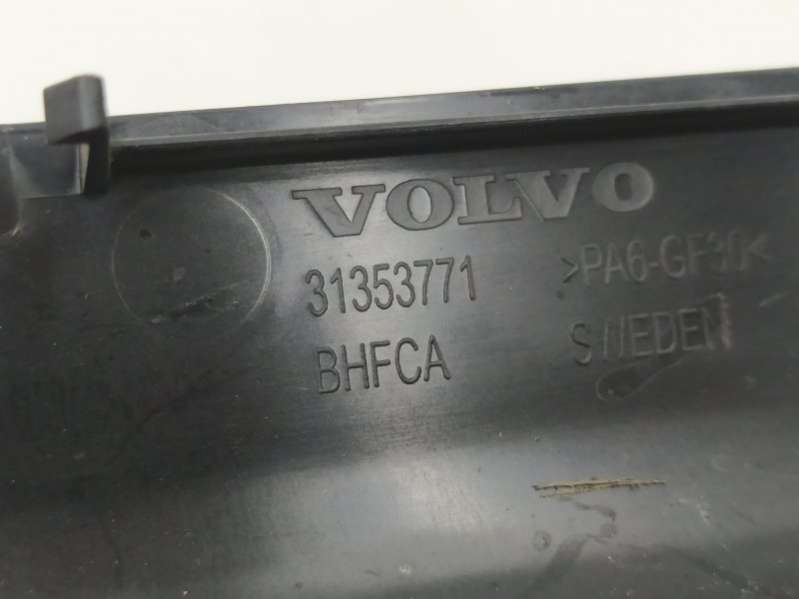 VOLVO
31353771
>PA6-GF30<
BHFCA
SWEDEN